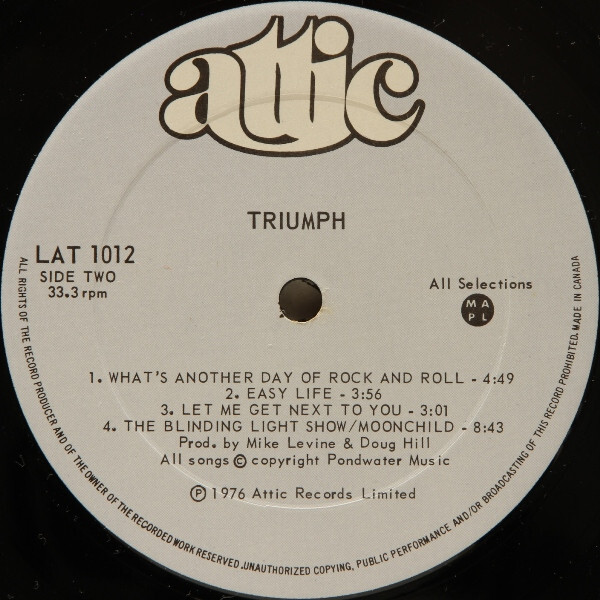 attic
TRIUMPH
LAT 1012
SIDE TWO
33.3 rpm
All Selections
M A
P L
1. WHAT'S ANOTHER DAY OF ROCK AND ROLL - 4:49
2. EASY LIFE - 3:56
3. LET ME GET NEXT TO YOU - 3:01
4. THE BLINDING LIGHT SHOW/MOONCHILD - 8:43
Prod. by Mike Levine & Doug Hill
All songs © copyright Pondwater Music
℗ 1976 Attic Records Limited
ALL RIGHTS OF THE RECORD PRODUCER AND OF THE OWNER OF THE RECORDED WORK RESERVED. UNAUTHORIZED COPYING, PUBLIC PERFORMANCE AND/OR BROADCASTING OF THIS RECORD PROHIBITED. MADE IN CANADA